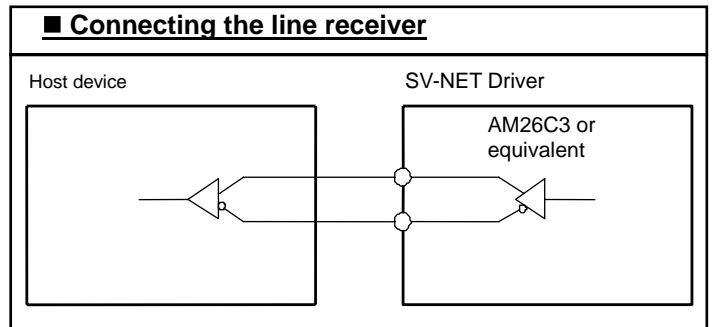 ■ Connecting the line receiver
Host device
SV-NET Driver
AM26C3 or
equivalent